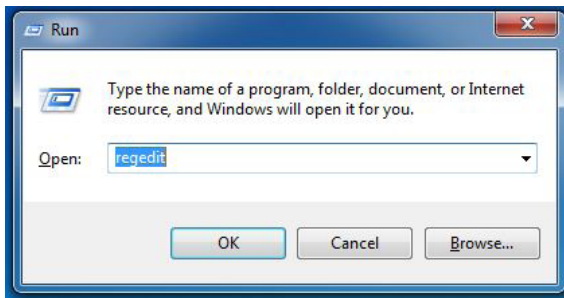 Run
Type the name of a program, folder, document, or Internet
resource, and Windows will open it for you.
Open: regedit
OK Cancel Browse...